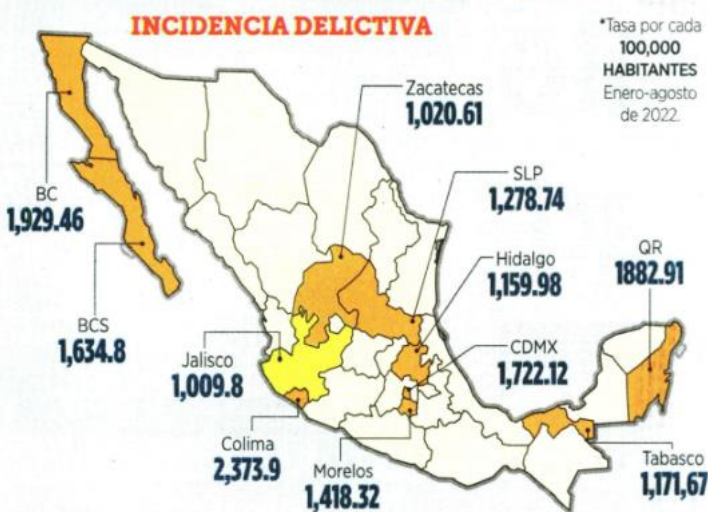 INCIDENCIA DELICTIVA
*Tasa por cada
100,000
HABITANTES
Enero-agosto
de 2022.
Zacatecas
1,020.61
SLP
1,278.74
BC
1,929.46
Hidalgo
1,159.98
QR
1882.91
BCS
1,634.8
Jalisco
1,009.8
CDMX
1,722.12
Colima
2,373.9
Morelos
1,418.32
Tabasco
1,171,67